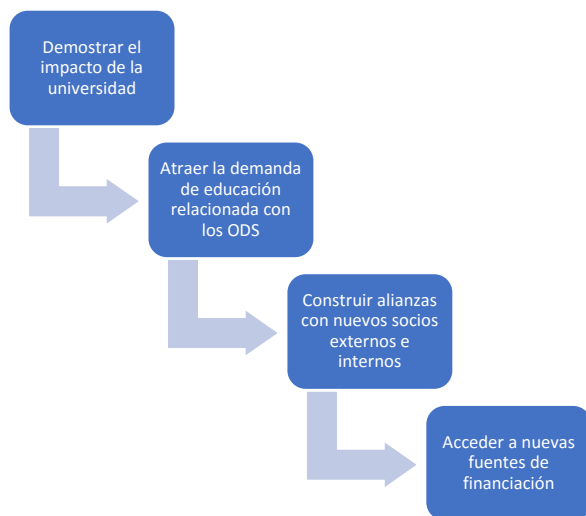 Demostrar el
impacto de la
universidad
Atraer la demanda
de educación
relacionada con
los ODS
Construir alianzas
con nuevos socios
externos e
internos
Acceder a nuevas
fuentes de
financiación